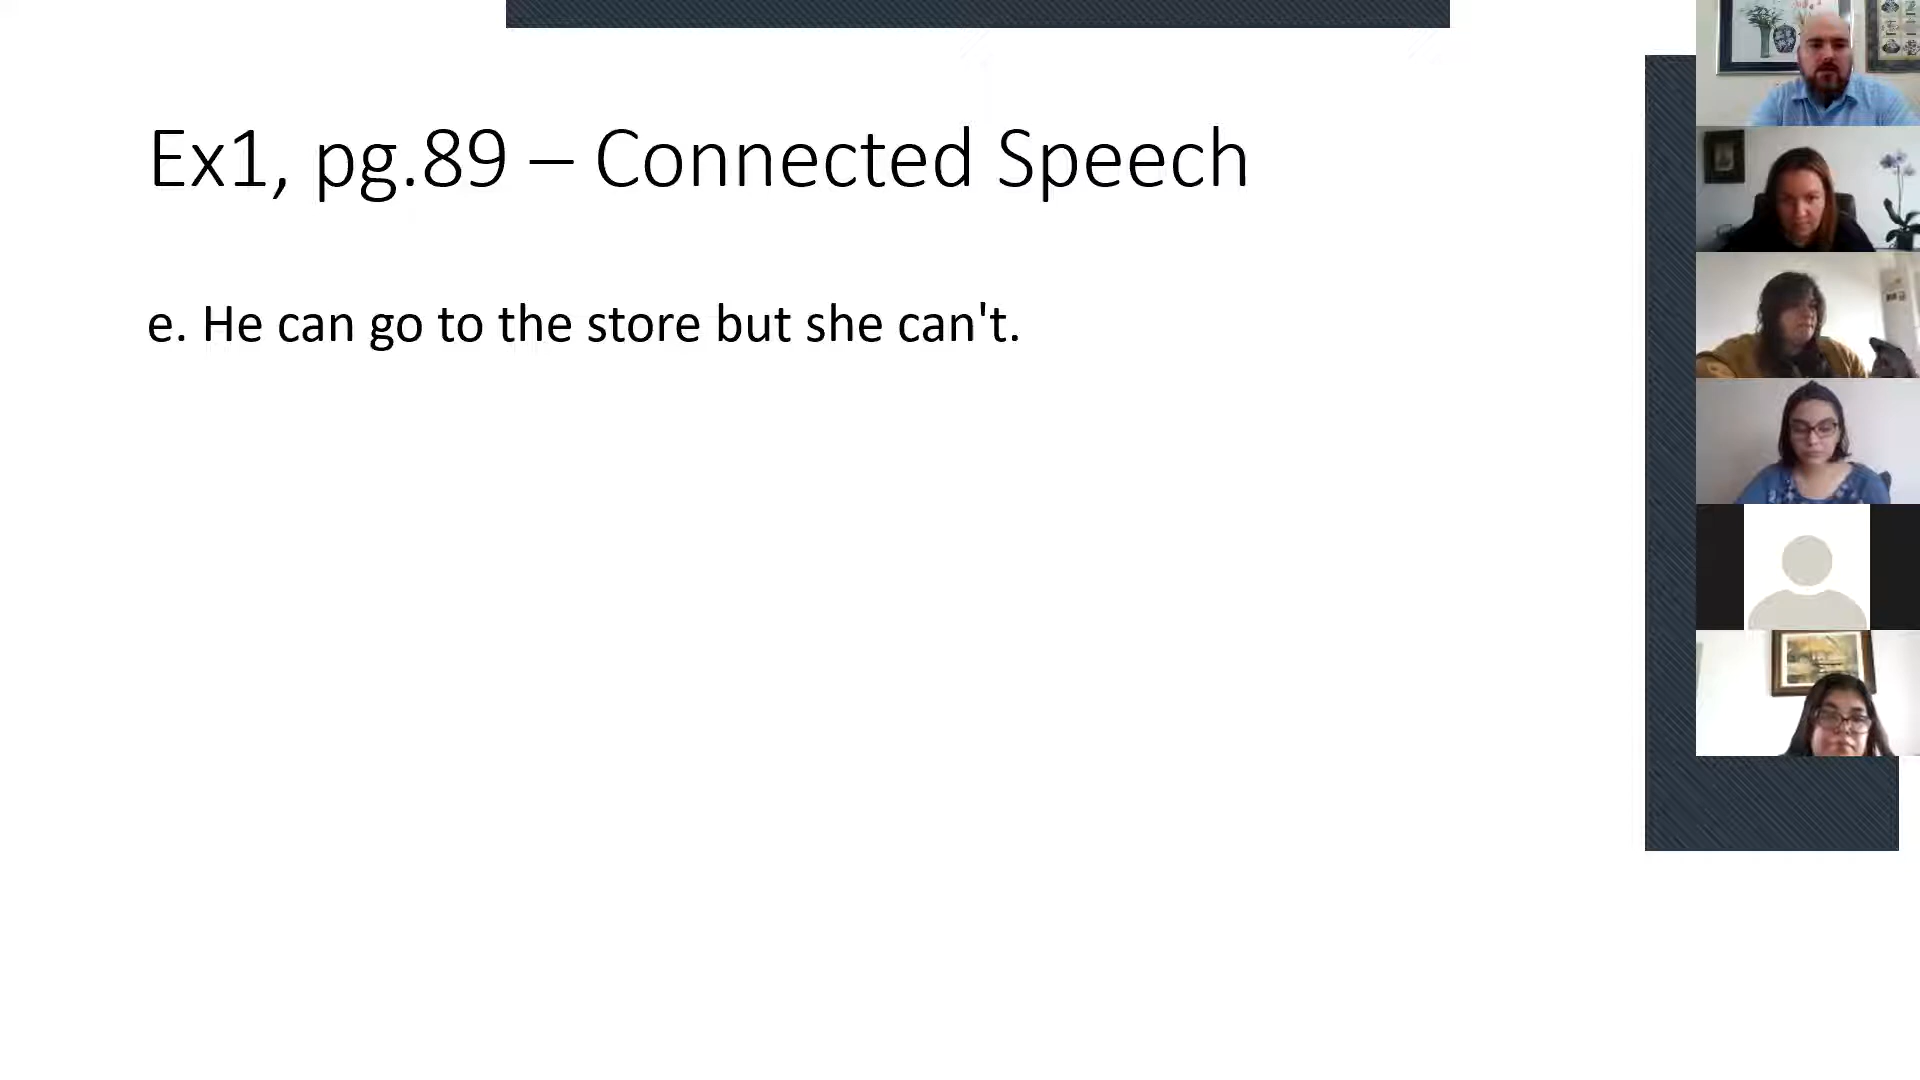 Ex1, pg.89 – Connected Speech
e. He can go to the store but she can't.